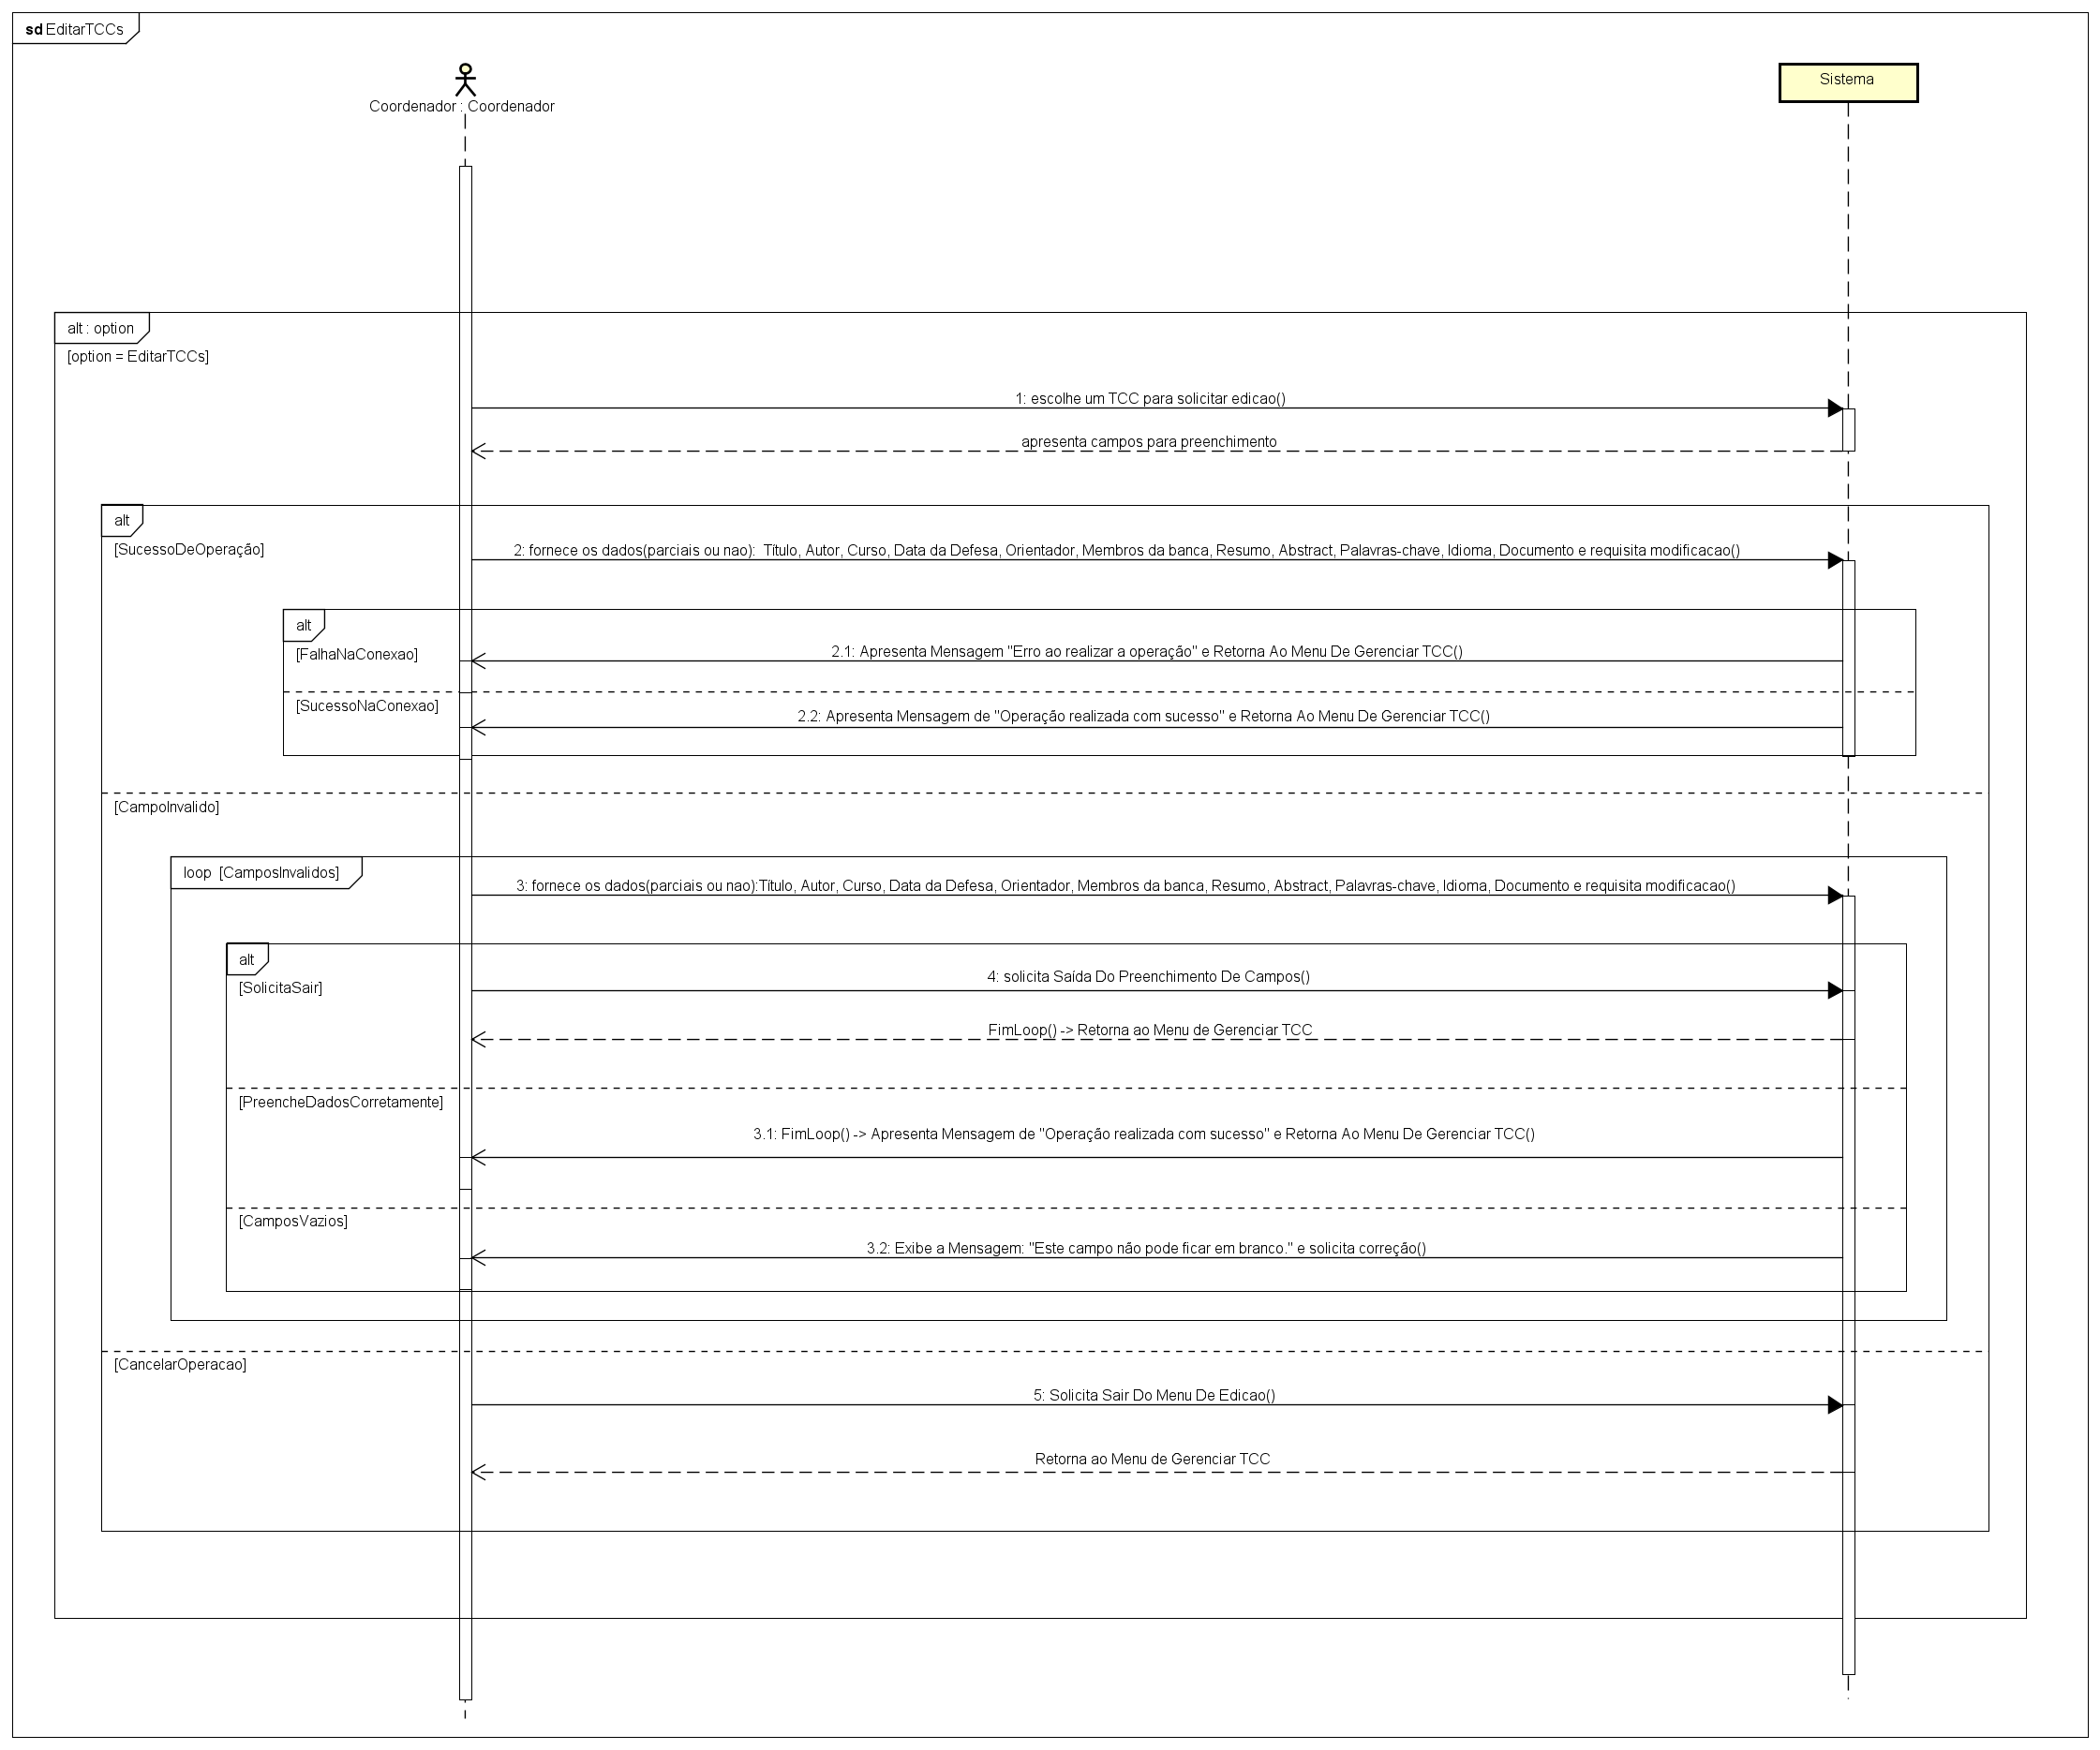 sd EditarTCCs
Coordenador : Coordenador
Sistema
alt : option
[option = EditarTCCs]
1: escolhe um TCC para solicitar edicao()
apresenta campos para preenchimento
alt
[SucessoDeOperação]
2: fornece os dados(parciais ou nao):  Título, Autor, Curso, Data da Defesa, Orientador, Membros da banca, Resumo, Abstract, Palavras-chave, Idioma, Documento e requisita modificacao()
alt
[FalhaNaConexao]
2.1: Apresenta Mensagem "Erro ao realizar a operação" e Retorna Ao Menu De Gerenciar TCC()
[SucessoNaConexao]
2.2: Apresenta Mensagem de "Operação realizada com sucesso" e Retorna Ao Menu De Gerenciar TCC()
[CampoInvalido]
loop  [CamposInvalidos]
3: fornece os dados(parciais ou nao):Título, Autor, Curso, Data da Defesa, Orientador, Membros da banca, Resumo, Abstract, Palavras-chave, Idioma, Documento e requisita modificacao()
alt
[SolicitaSair]
4: solicita Saída Do Preenchimento De Campos()
FimLoop() -> Retorna ao Menu de Gerenciar TCC
[PreencheDadosCorretamente]
3.1: FimLoop() -> Apresenta Mensagem de "Operação realizada com sucesso" e Retorna Ao Menu De Gerenciar TCC()
[CamposVazios]
3.2: Exibe a Mensagem: "Este campo não pode ficar em branco." e solicita correção()
[CancelarOperacao]
5: Solicita Sair Do Menu De Edicao()
Retorna ao Menu de Gerenciar TCC